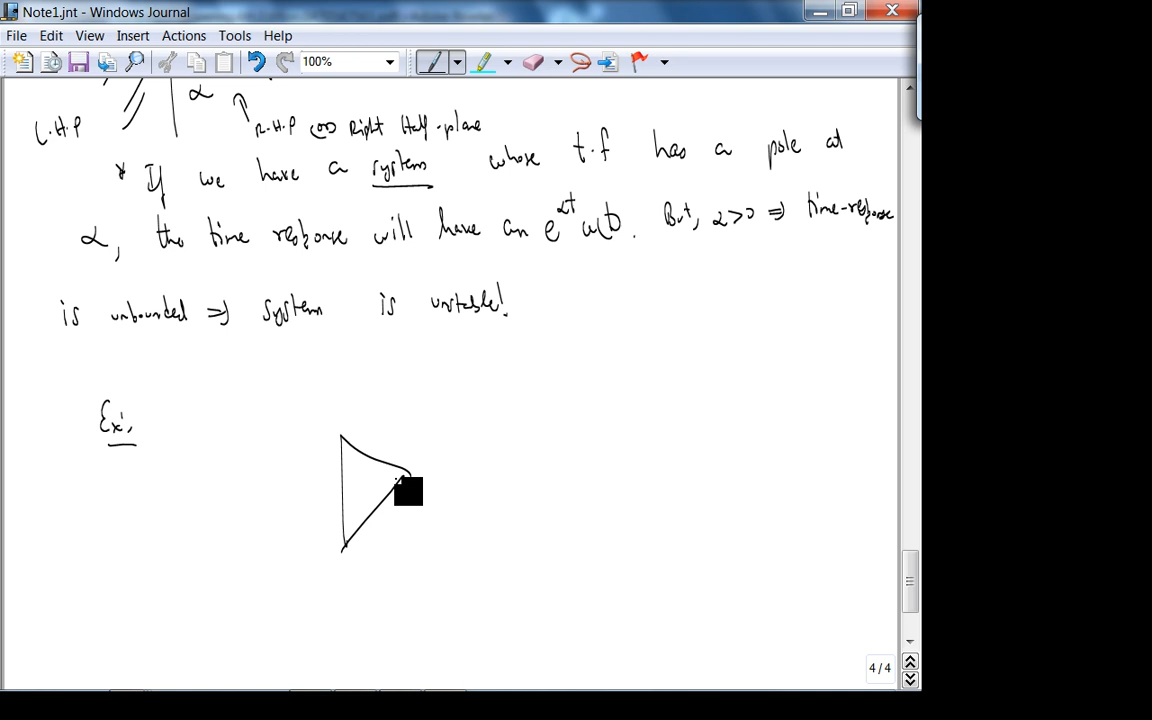 Note1.jnt - Windows Journal
File Edit View Insert Actions Tools Help
100%
α
L.H.P
R.H.P ⇔ Right Half-plane
* If we have a system whose t.f has a pole at
α, the time response will have an e^αt u(t). But, α>0 ⇒ time-response
is unbounded ⇒ system is unstable!
Ex:
4 / 4